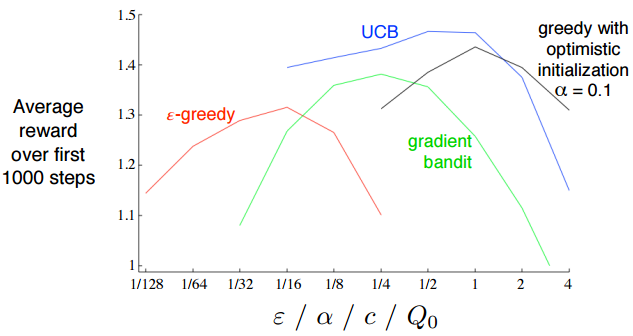 1.5
1.4
1.3
1.2
1.1
1
Average
reward
over first
1000 steps
ε-greedy
UCB
gradient
bandit
greedy with
optimistic
initialization
α = 0.1
1/128 1/64 1/32 1/16 1/8 1/4 1/2 1 2 4
ε / α / c / Q₀